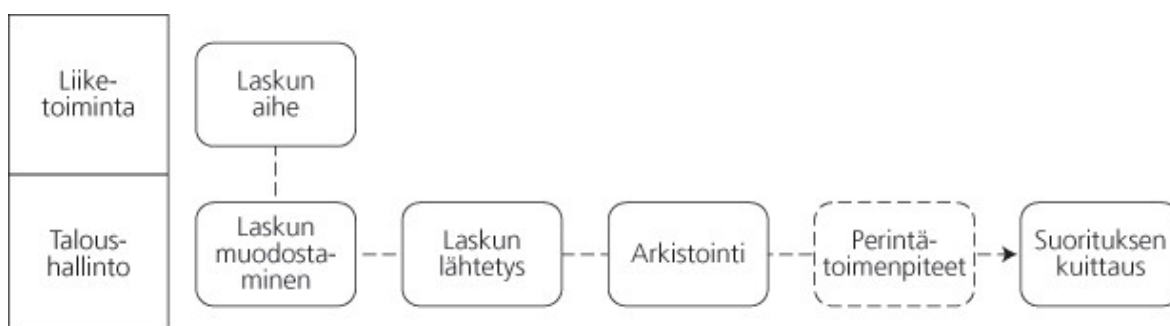 Liike-
toiminta
Laskun
aihe
Talous-
hallinto
Laskun
muodosta-
minen
Laskun
lähtetys
Arkistointi
Perintä-
toimenpiteet
Suorituksen
kuittaus